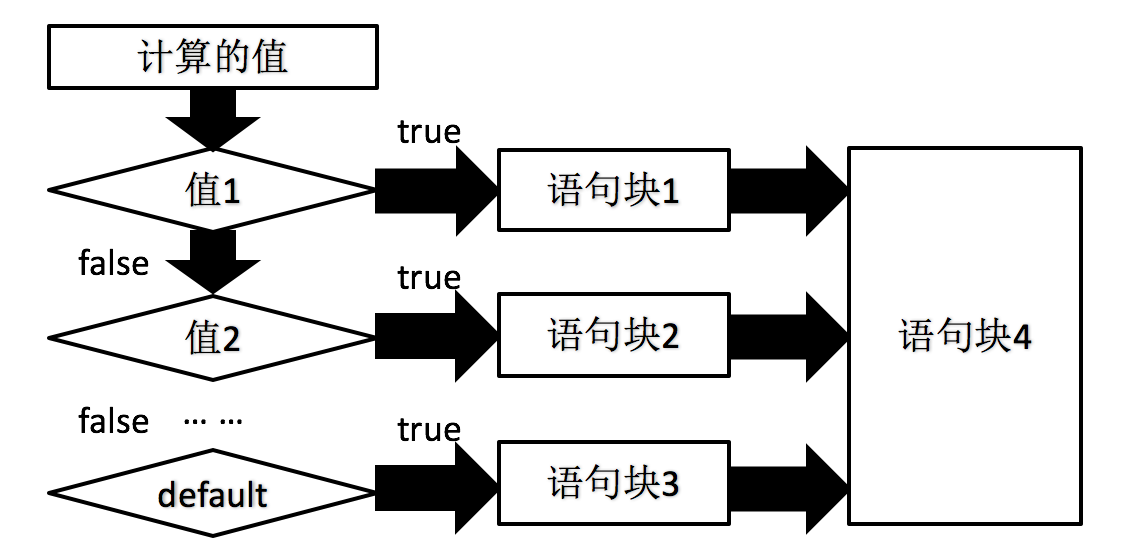 计算的值
true
值1
语句块1
false
true
值2
语句块2
语句块4
false ... ...
true
default
语句块3